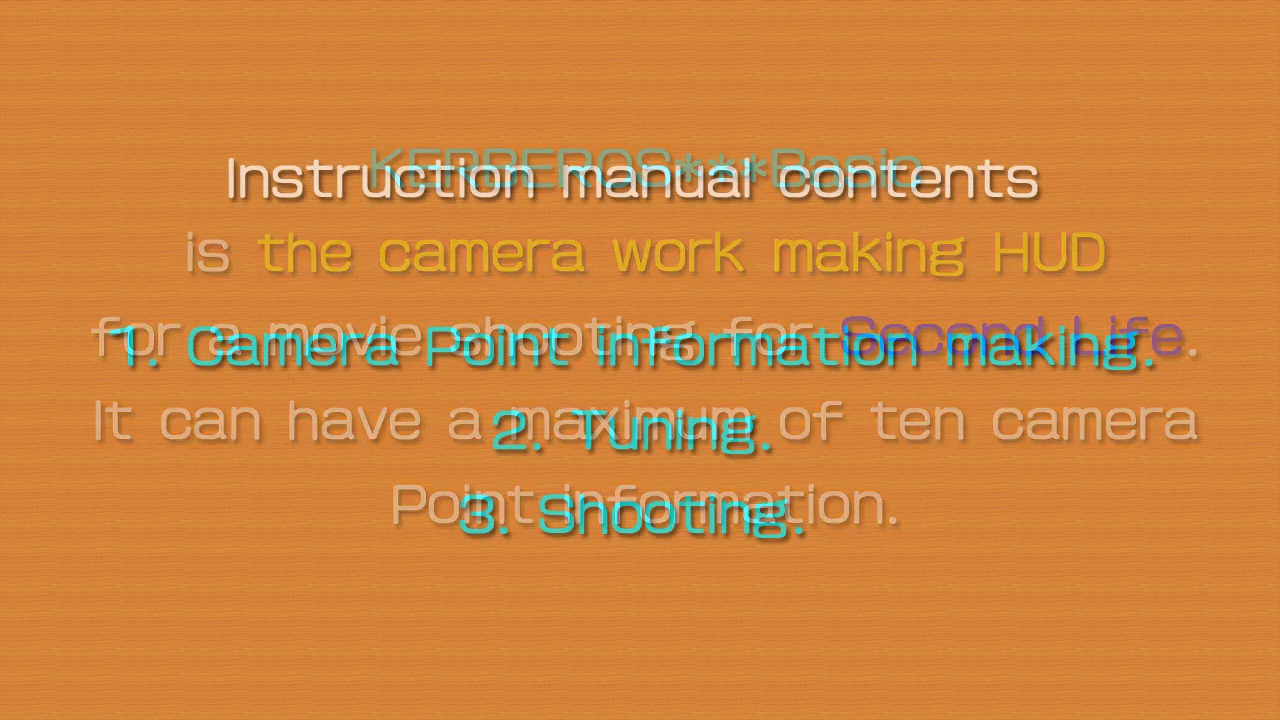 KERBEROS***Basic
Instruction manual contents
is the camera work making HUD
for a movie shooting for Second Life.
1. Camera Point Information making.
It can have a maximum of ten camera
2. Tuning.
Point information.
3. Shooting.